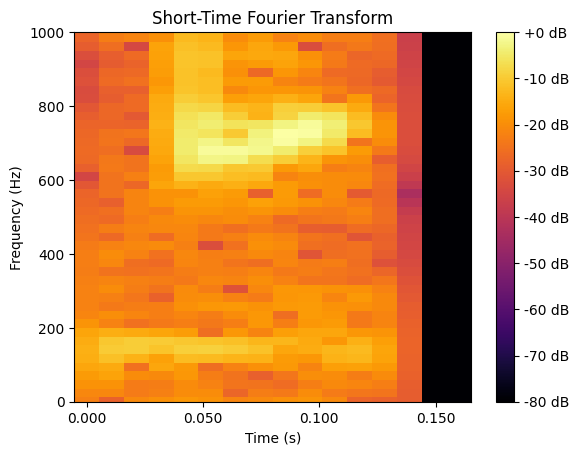 Short-Time Fourier Transform
Frequency (Hz)
1000
800
600
400
200
0
0.000
0.050
0.100
0.150
Time (s)
+0 dB
-10 dB
-20 dB
-30 dB
-40 dB
-50 dB
-60 dB
-70 dB
-80 dB